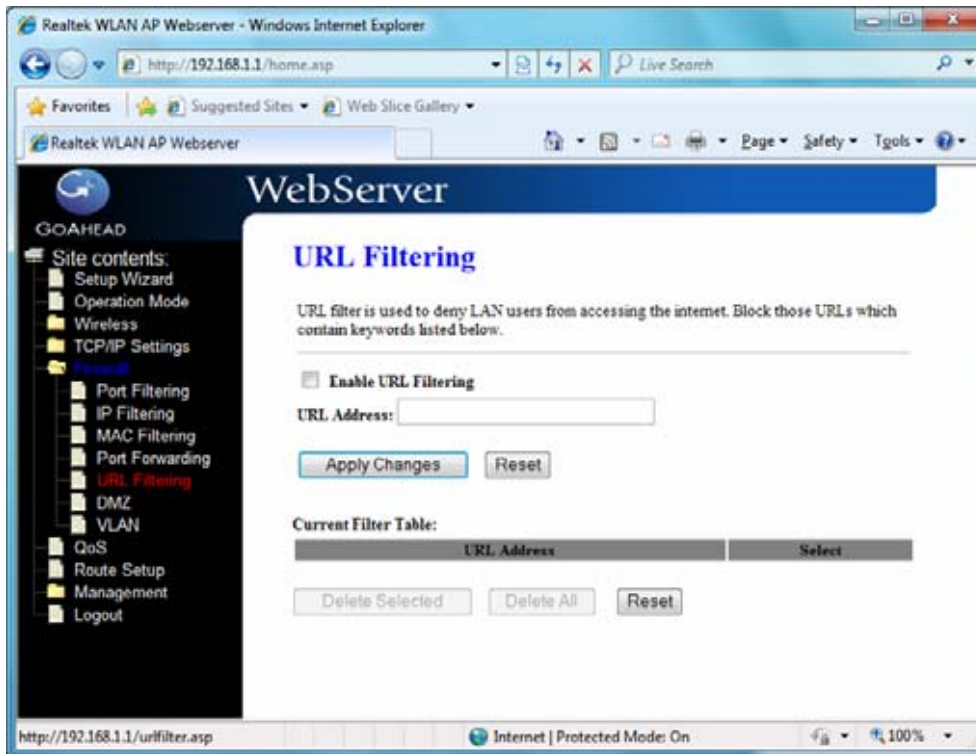 Realtek WLAN AP Webserver - Windows Internet Explorer
http://192.168.1.1/home.asp
Live Search
Favorites
Suggested Sites
Web Slice Gallery
Realtek WLAN AP Webserver
Page
Safety
Tools
WebServer
GOAHEAD
Site contents:
Setup Wizard
Operation Mode
Wireless
TCP/IP Settings
Firewall
Port Filtering
IP Filtering
MAC Filtering
Port Forwarding
URL Filtering
DMZ
VLAN
QoS
Route Setup
Management
Logout
URL Filtering
URL filter is used to deny LAN users from accessing the internet. Block those URLs which
contain keywords listed below.
Enable URL Filtering
URL Address:
Apply Changes
Reset
Current Filter Table:
URL Address
Select
Delete Selected
Delete All
Reset
http://192.168.1.1/urlfilter.asp
Internet | Protected Mode: On
100%